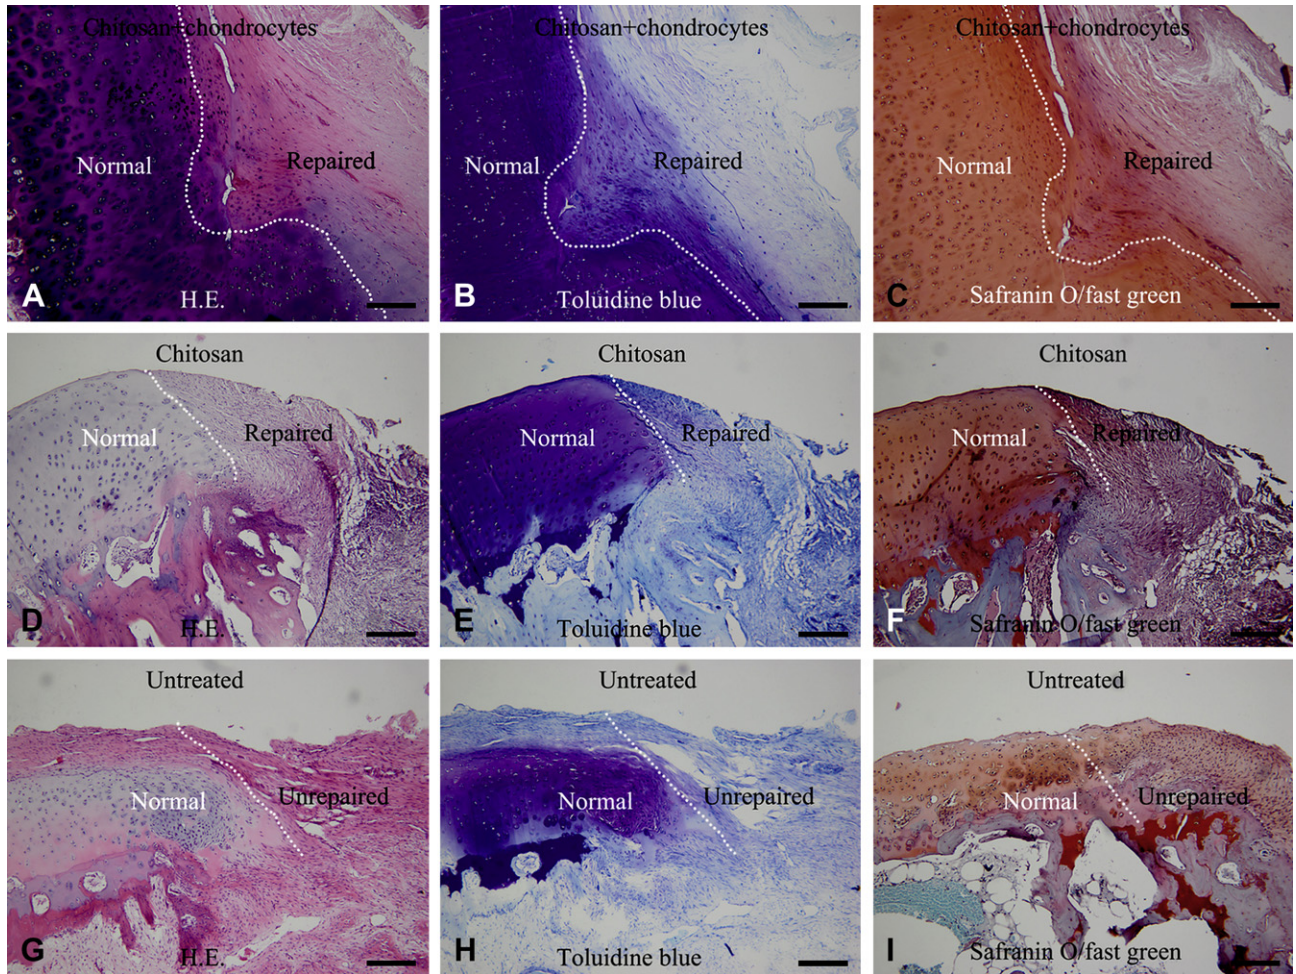 Chitosan+chondrocytes
Normal
Repaired
A
H.E.
Chitosan+chondrocytes
Normal
Repaired
B
Toluidine blue
Chitosan+chondrocytes
Normal
Repaired
C
Safranin O/fast green
Chitosan
Normal
Repaired
D
H.E.
Chitosan
Normal
Repaired
E
Toluidine blue
Chitosan
Normal
Repaired
F
Safranin O/fast green
Untreated
Normal
Unrepaired
G
H.E.
Untreated
Normal
Unrepaired
H
Toluidine blue
Untreated
Normal
Unrepaired
I
Safranin O/fast green